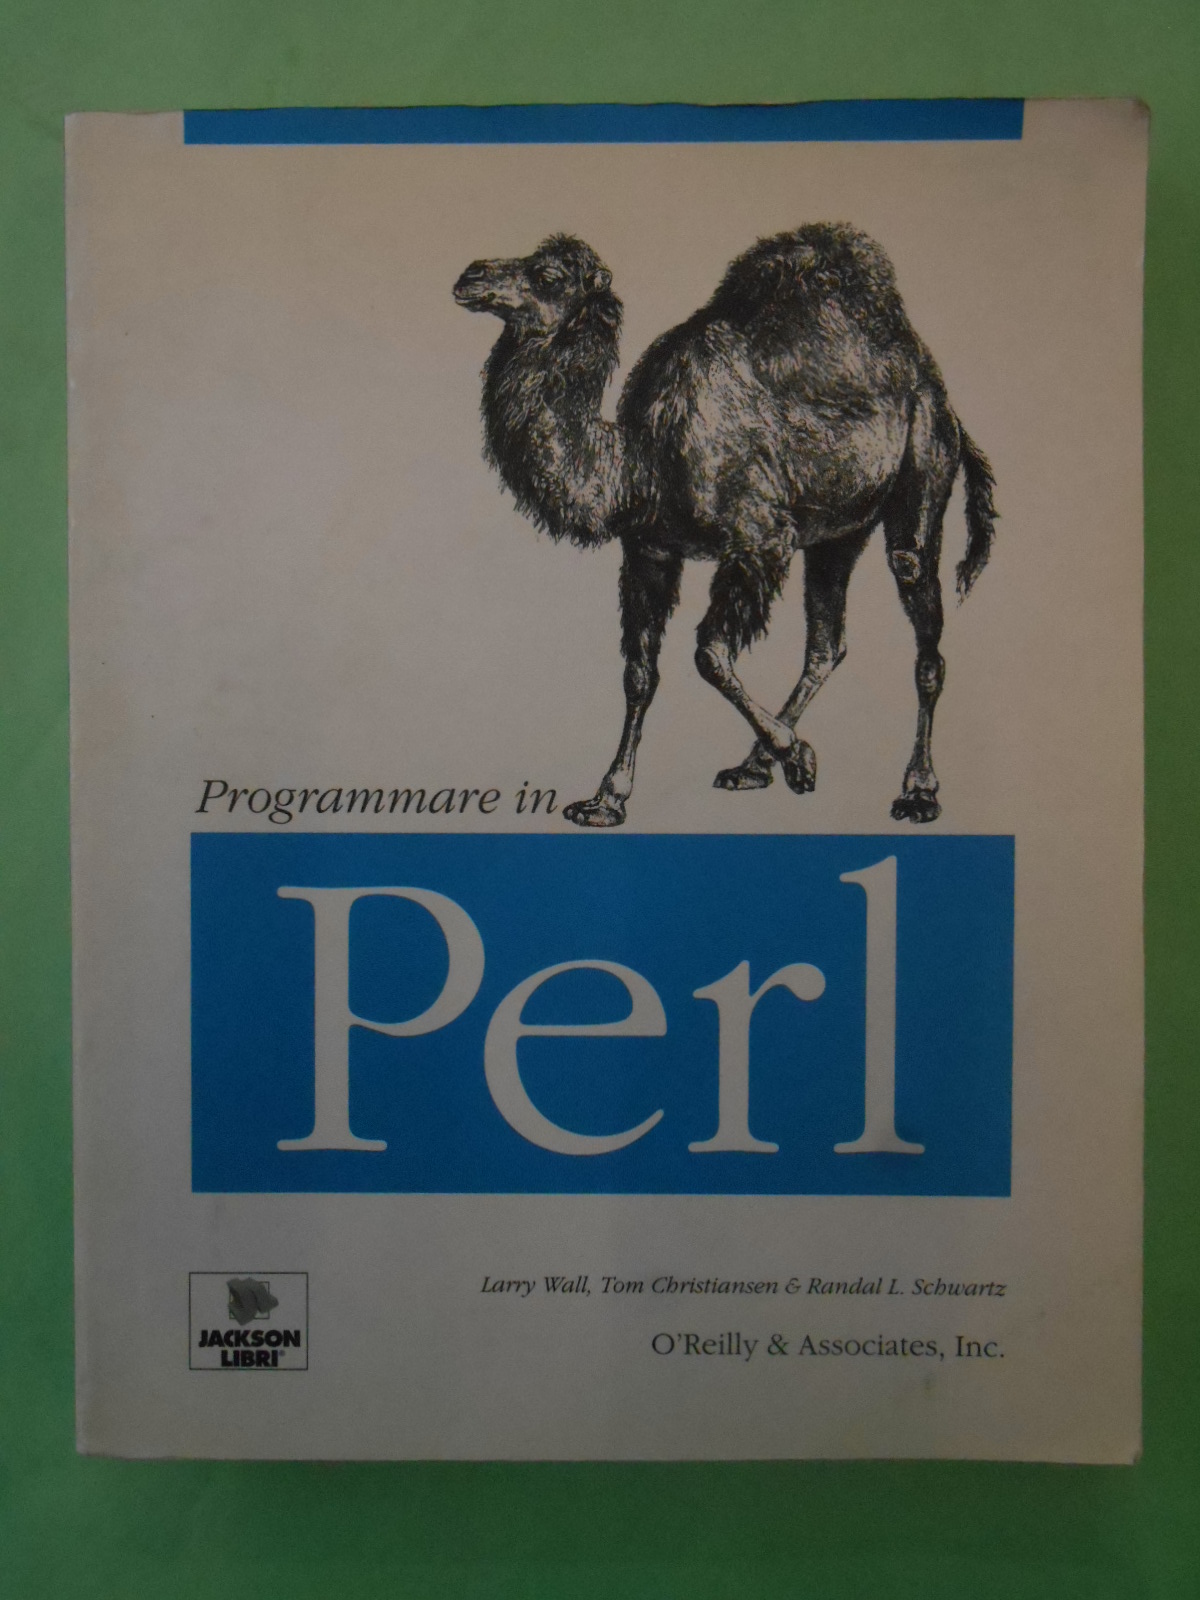 Programmare in
Perl
Larry Wall, Tom Christiansen & Randal L. Schwartz
O'Reilly & Associates, Inc.
JACKSON
LIBRI®